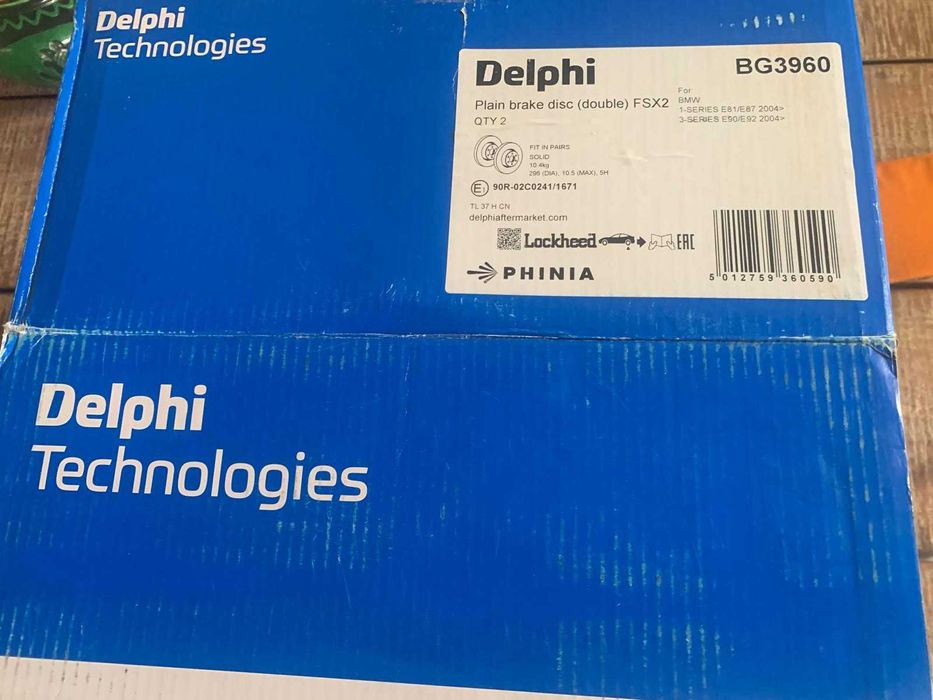 Delphi
Technologies
Delphi
BG3960
Plain brake disc (double) FSX2
QTY 2
For
BMW
1-SERIES E81/E87 2004>
3-SERIES E90/E92 2004>
FIT IN PAIRS
SOLID
10.4kg
296 (DIA), 10.5 (MAX), 5H
E1 90R-02C0241/1671
TL 37 H CN
delphiaftermarket.com
Lockheed
EAC
PHINIA
5 012759 360590
Delphi
Technologies